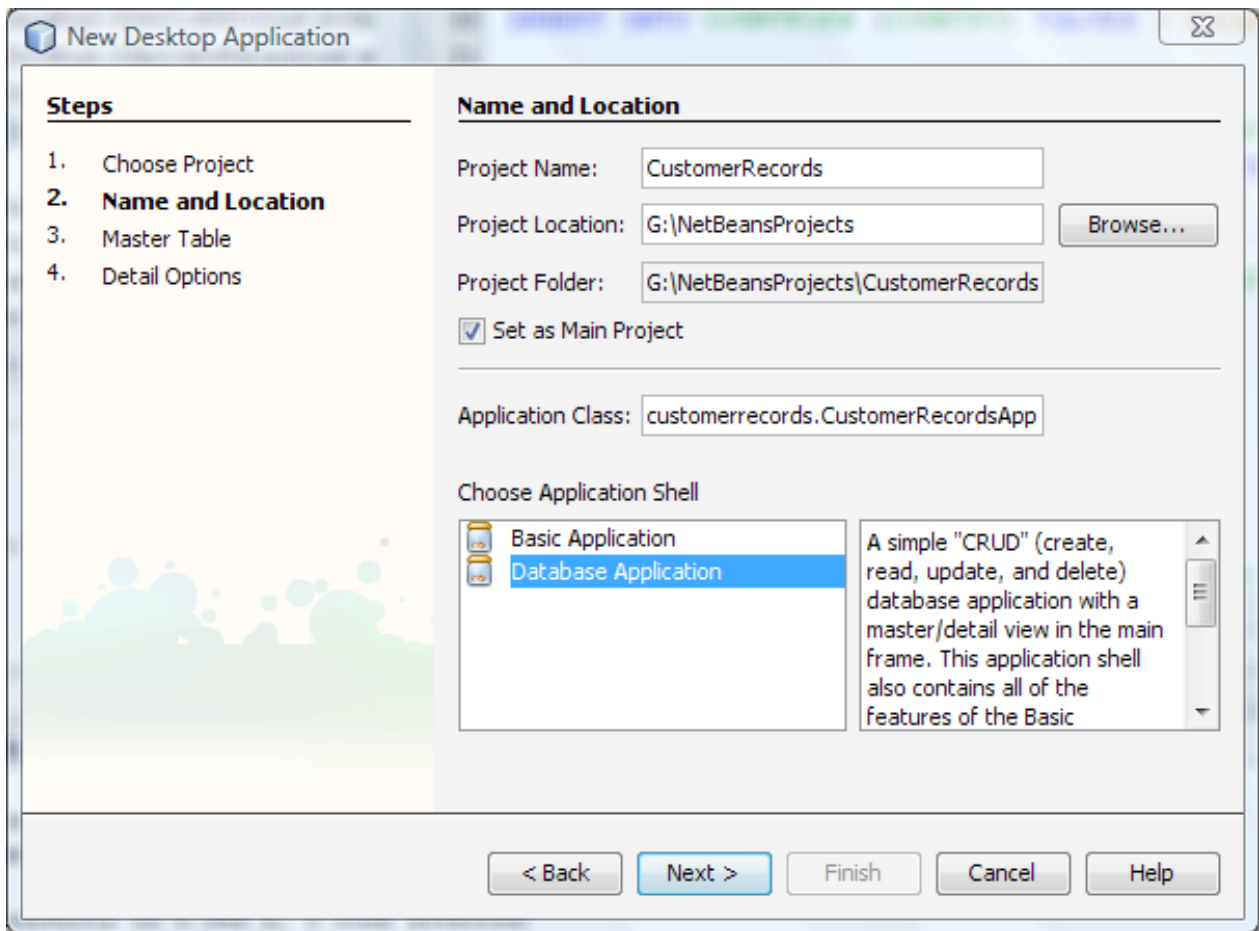 New Desktop Application
Steps
1. Choose Project
2. Name and Location
3. Master Table
4. Detail Options
Name and Location
Project Name: CustomerRecords
Project Location: G:\NetBeansProjects Browse...
Project Folder: G:\NetBeansProjects\CustomerRecords
Set as Main Project
Application Class: customerrecords.CustomerRecordsApp
Choose Application Shell
Basic Application
Database Application
A simple "CRUD" (create,
read, update, and delete)
database application with a
master/detail view in the main
frame. This application shell
also contains all of the
features of the Basic
< Back Next > Finish Cancel Help